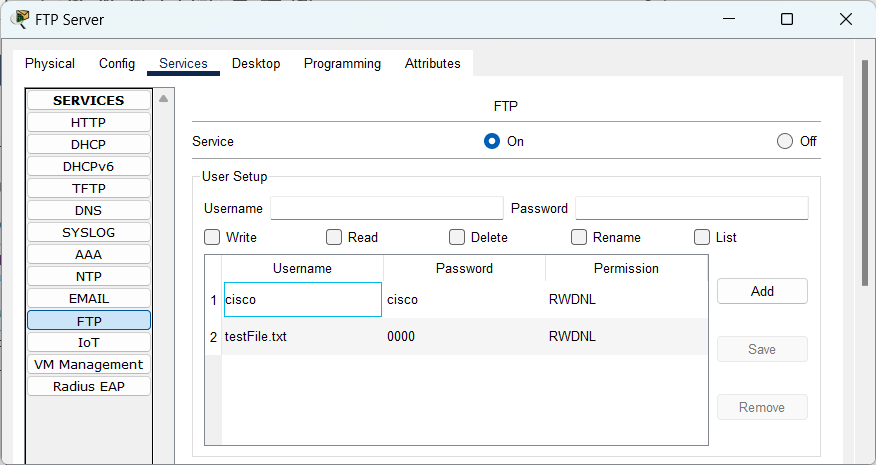 FTP Server
Physical Config Services Desktop Programming Attributes
SERVICES
HTTP
DHCP
DHCPv6
TFTP
DNS
SYSLOG
AAA
NTP
EMAIL
FTP
IoT
VM Management
Radius EAP
FTP
Service On Off
User Setup
Username Password
Write Read Delete Rename List
Username Password Permission
1 cisco cisco RWDNL
2 testFile.txt 0000 RWDNL
Add
Save
Remove